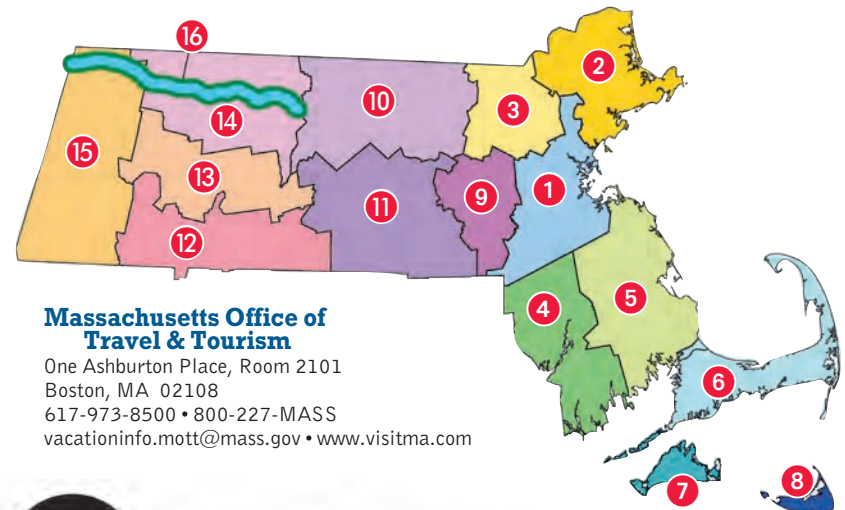 16
2
10
3
14
15
1
13
9
11
12
5
4
6
8
7
Massachusetts Office of
Travel & Tourism
One Ashburton Place, Room 2101
Boston, MA 02108
617-973-8500 • 800-227-MASS
vacationinfo.mott@mass.gov • www.visitma.com